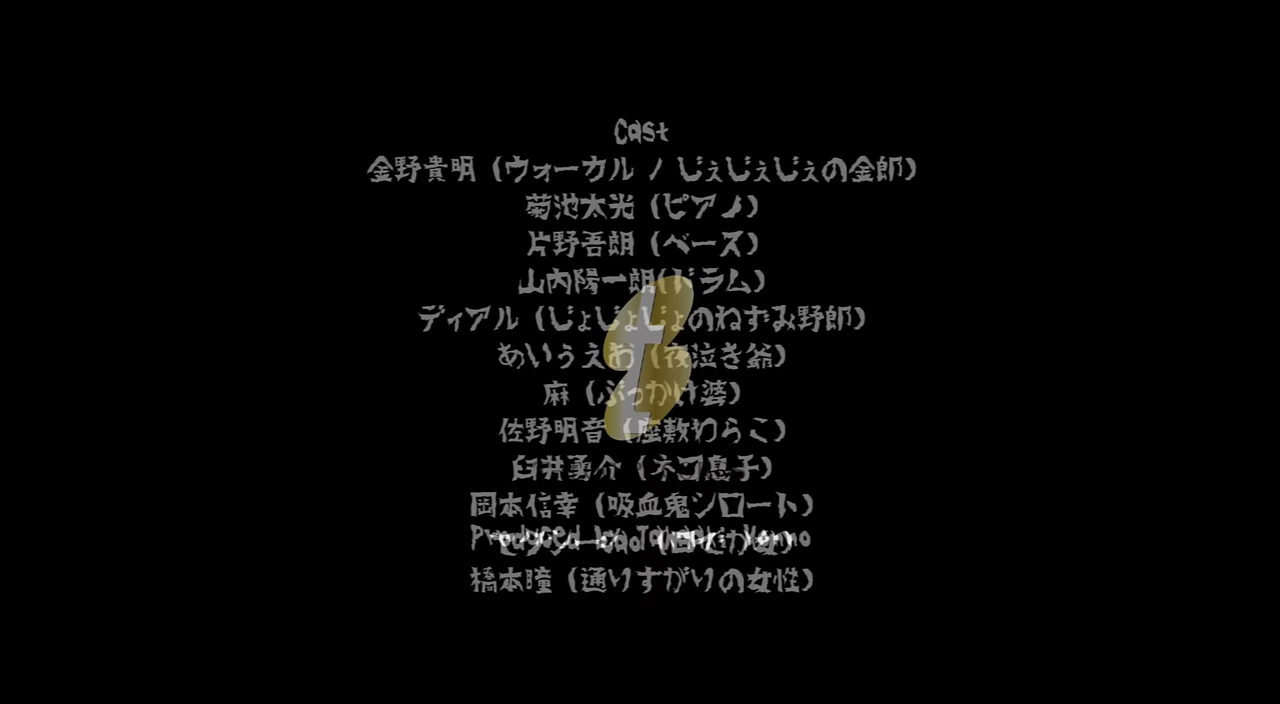 Cast
金野貴明（ウォーカル / じぇじぇじぇの金郎）
菊池太光（ピアノ）
片野吾朗（ベース）
山内陽一朗(ドラム）
ディアル（じょじょじょのねずみ野郎）
あいうえお（夜泣き爺）
麻（ぶっかけ婆）
佐野明音（座敷わらこ）
臼井勇介（ネコ息子）
岡本信幸（吸血鬼ンロート）
Produced by
橋本瞳（通りすがりの女性）